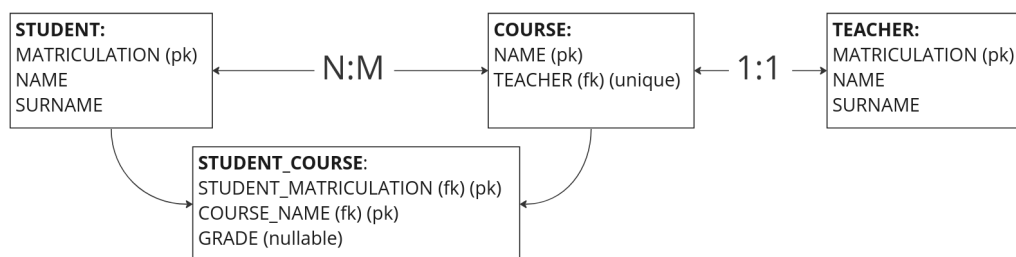 STUDENT:
MATRICULATION (pk)
NAME
SURNAME
N:M
COURSE:
NAME (pk)
TEACHER (fk) (unique)
1:1
TEACHER:
MATRICULATION (pk)
NAME
SURNAME
STUDENT_COURSE:
STUDENT_MATRICULATION (fk) (pk)
COURSE_NAME (fk) (pk)
GRADE (nullable)